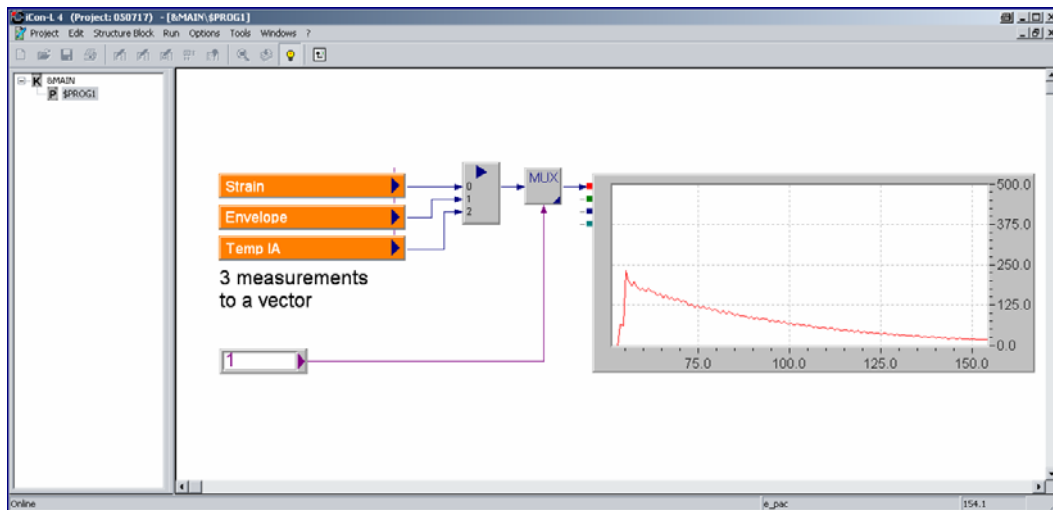 iCon-L 4 (Project: 050717) - [&MAIN\$PROG1]
Project Edit Structure Block Run Options Tools Windows ?
K &MAIN
P $PROG1
Strain
Envelope
Temp IA
0
1
2
MUX
3 measurements
to a vector
1
500.0
375.0
250.0
125.0
0.0
75.0 100.0 125.0 150.0
Online e_pac 154.1